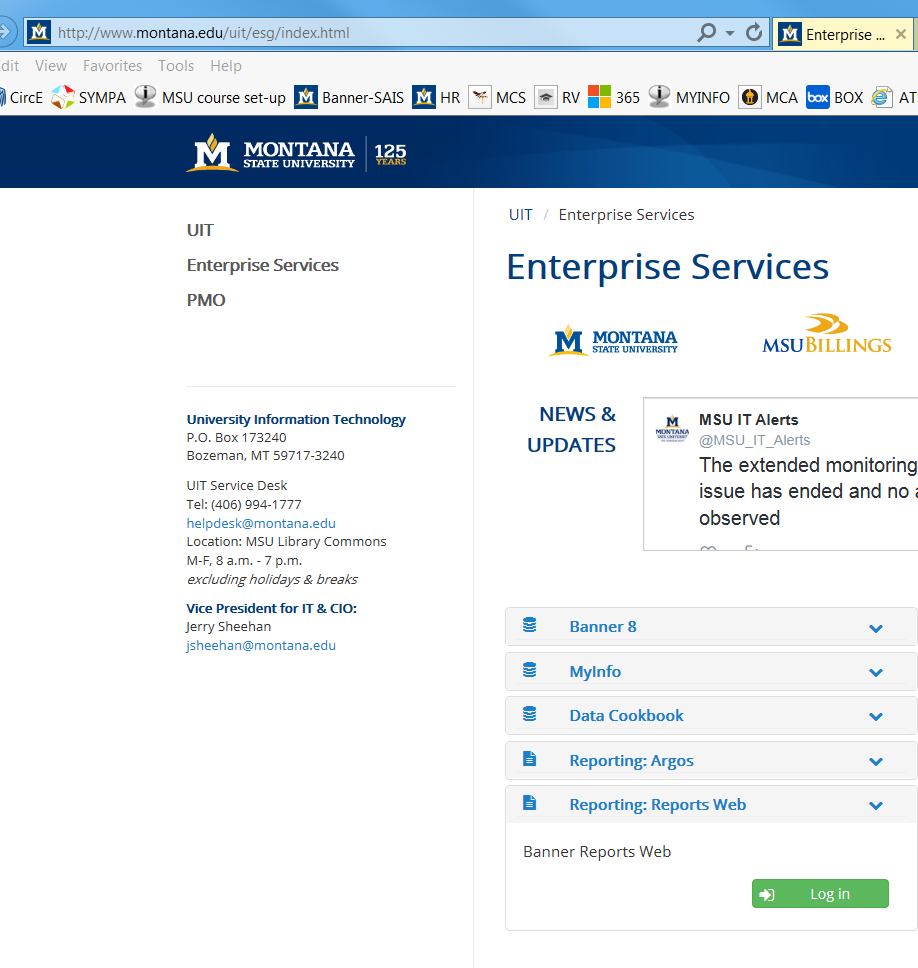 http://www.montana.edu/uit/esg/index.html
Enterprise ...
dit View Favorites Tools Help
CircE SYMPA MSU course set-up Banner-SAIS HR MCS RV 365 MYINFO MCA box BOX AT
MONTANA
STATE UNIVERSITY
125
YEARS
UIT
Enterprise Services
PMO
University Information Technology
P.O. Box 173240
Bozeman, MT 59717-3240
UIT Service Desk
Tel: (406) 994-1777
helpdesk@montana.edu
Location: MSU Library Commons
M-F, 8 a.m. - 7 p.m.
excluding holidays & breaks
Vice President for IT & CIO:
Jerry Sheehan
jsheehan@montana.edu
UIT / Enterprise Services
Enterprise Services
MONTANA
STATE UNIVERSITY
MSUBILLINGS
NEWS &
UPDATES
MONTANA
STATE UNIVERSITY
MSU IT Alerts
@MSU_IT_Alerts
The extended monitoring
issue has ended and no a
observed
Banner 8
MyInfo
Data Cookbook
Reporting: Argos
Reporting: Reports Web
Banner Reports Web
Log in